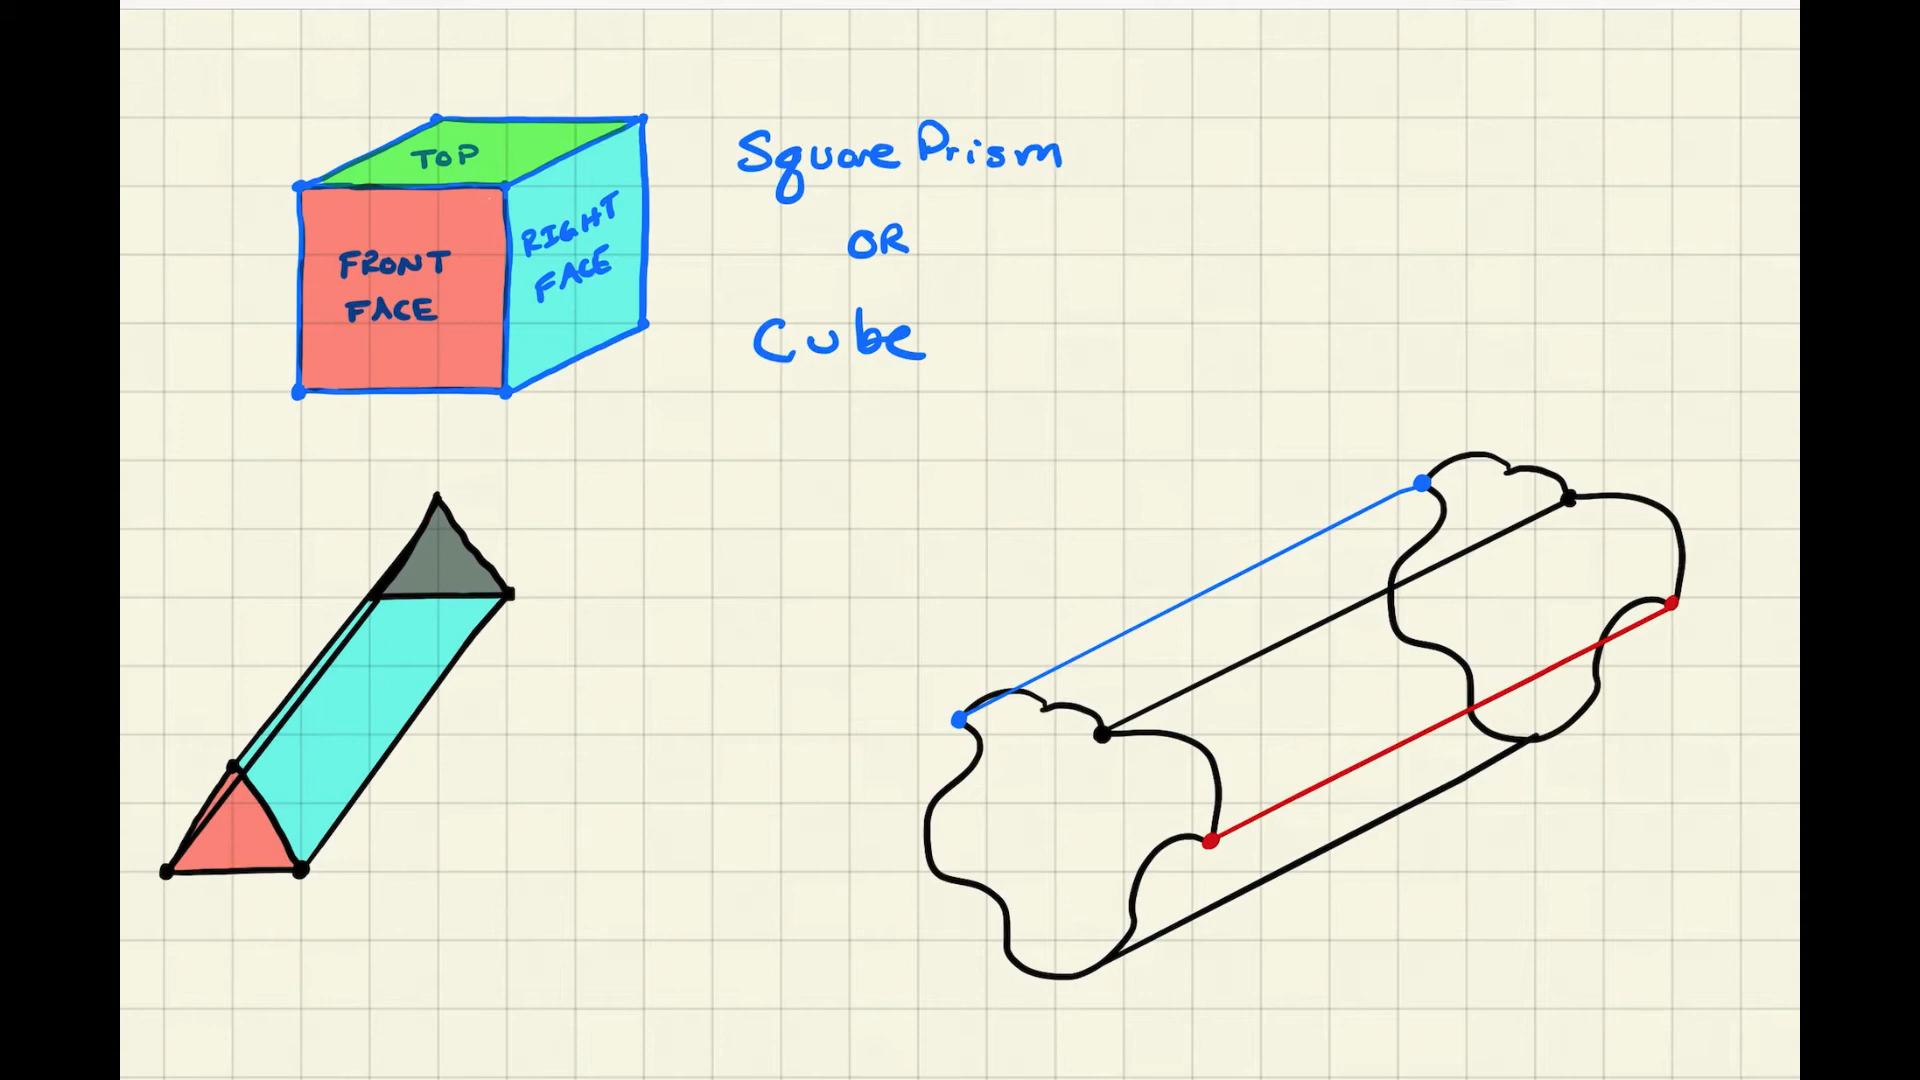 TOP
FRONT
FACE
RIGHT
FACE
Square Prism
OR
Cube